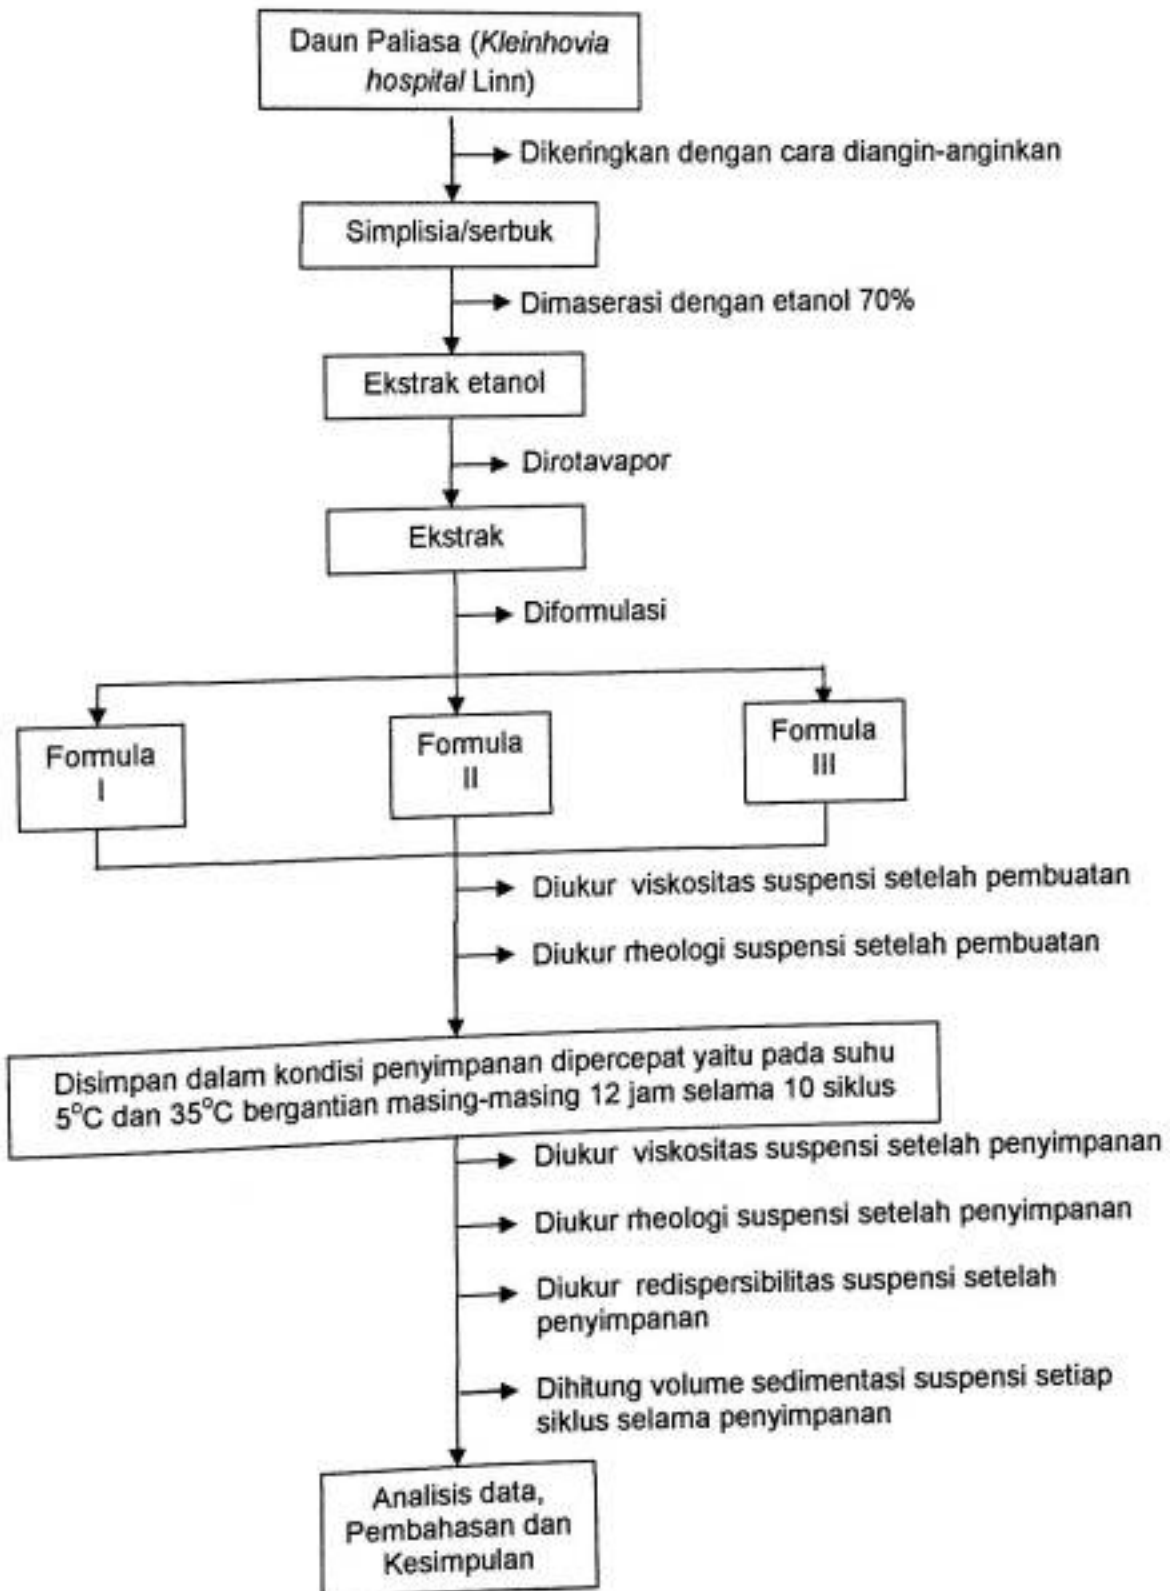 Daun Paliasa (Kleinhovia
hospital Linn)
Dikeringkan dengan cara diangin-anginkan
Simplisia/serbuk
Dimaserasi dengan etanol 70%
Ekstrak etanol
Dirotavapor
Ekstrak
Diformulasi
Formula
I
Formula
II
Formula
III
Diukur viskositas suspensi setelah pembuatan
Diukur rheologi suspensi setelah pembuatan
Disimpan dalam kondisi penyimpanan dipercepat yaitu pada suhu
5°C dan 35°C bergantian masing-masing 12 jam selama 10 siklus
Diukur viskositas suspensi setelah penyimpanan
Diukur rheologi suspensi setelah penyimpanan
Diukur redispersibilitas suspensi setelah
penyimpanan
Dihitung volume sedimentasi suspensi setiap
siklus selama penyimpanan
Analisis data,
Pembahasan dan
Kesimpulan